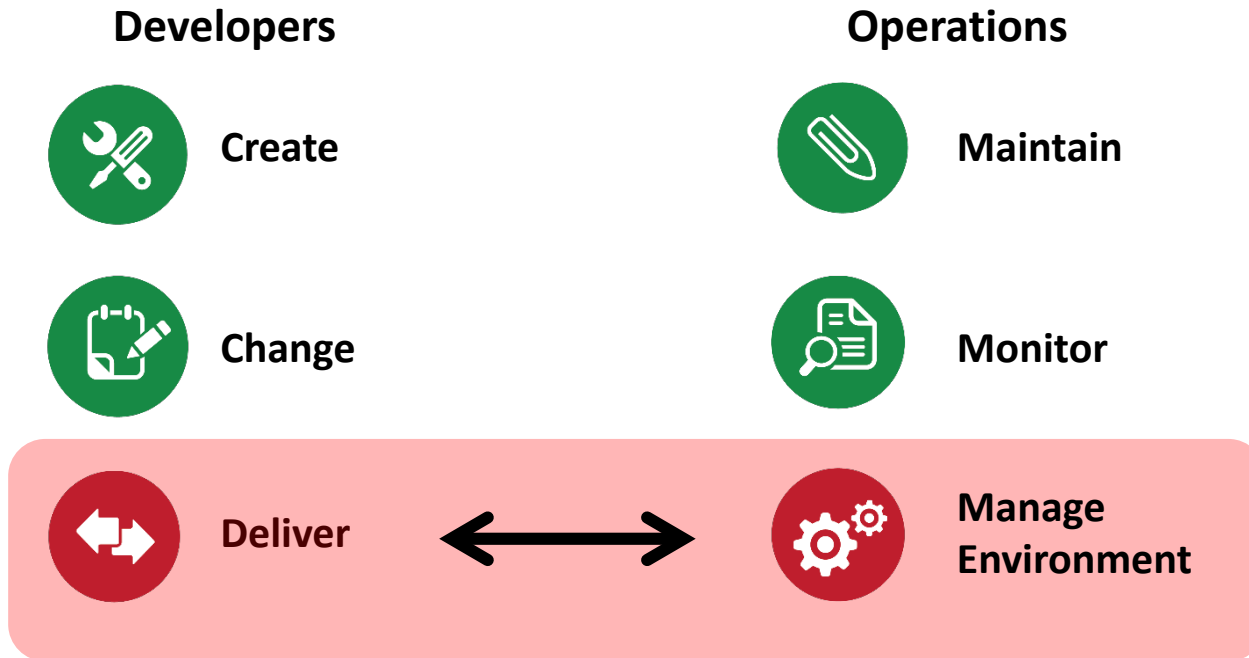 Developers
Operations
Create
Maintain
Change
Monitor
Deliver
Manage
Environment